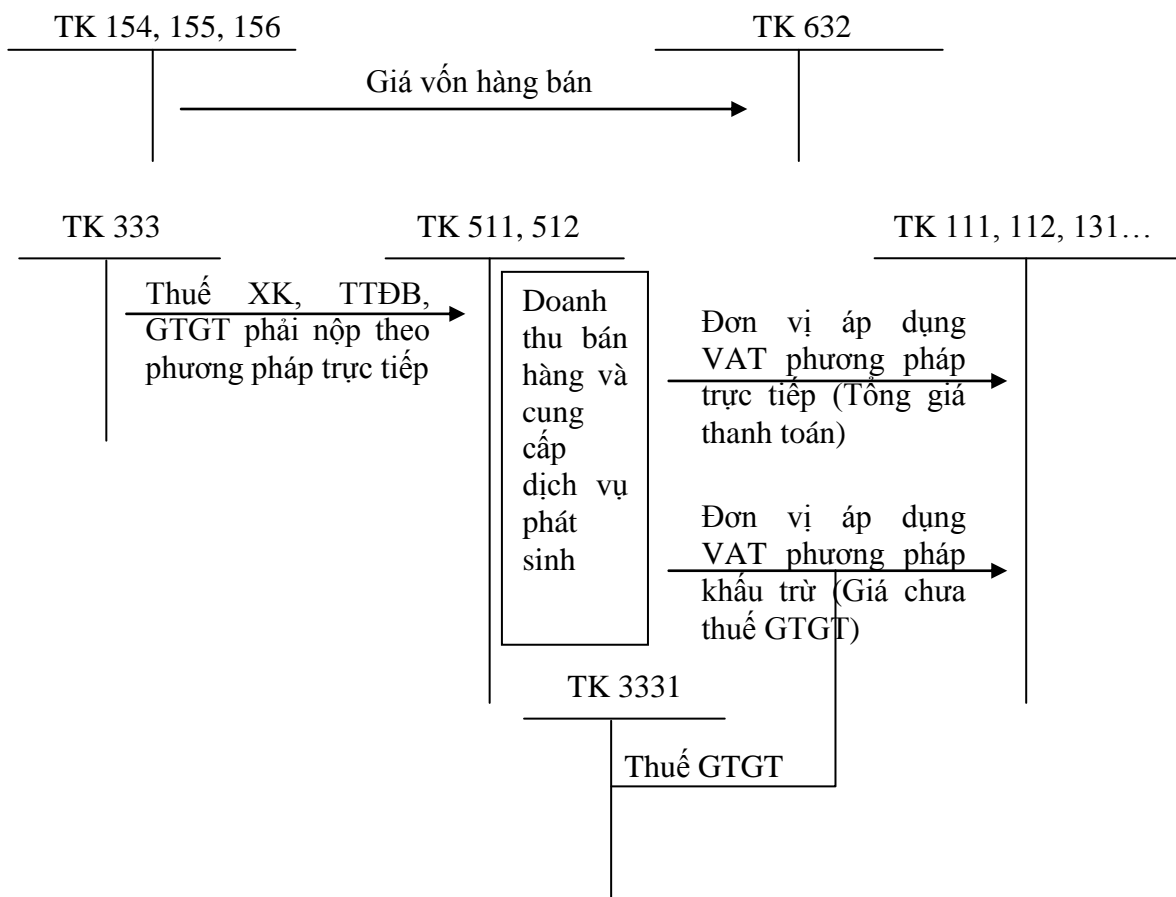 TK 154, 155, 156
TK 632
Giá vốn hàng bán
TK 333
TK 511, 512
TK 111, 112, 131…
Thuế XK, TTĐB,
GTGT phải nộp theo
phương pháp trực tiếp
Doanh
thu bán
hàng và
cung
cấp
dịch vụ
phát
sinh
Đơn vị áp dụng
VAT phương pháp
trực tiếp (Tổng giá
thanh toán)
Đơn vị áp dụng
VAT phương pháp
khấu trừ (Giá chưa
thuế GTGT)
TK 3331
Thuế GTGT